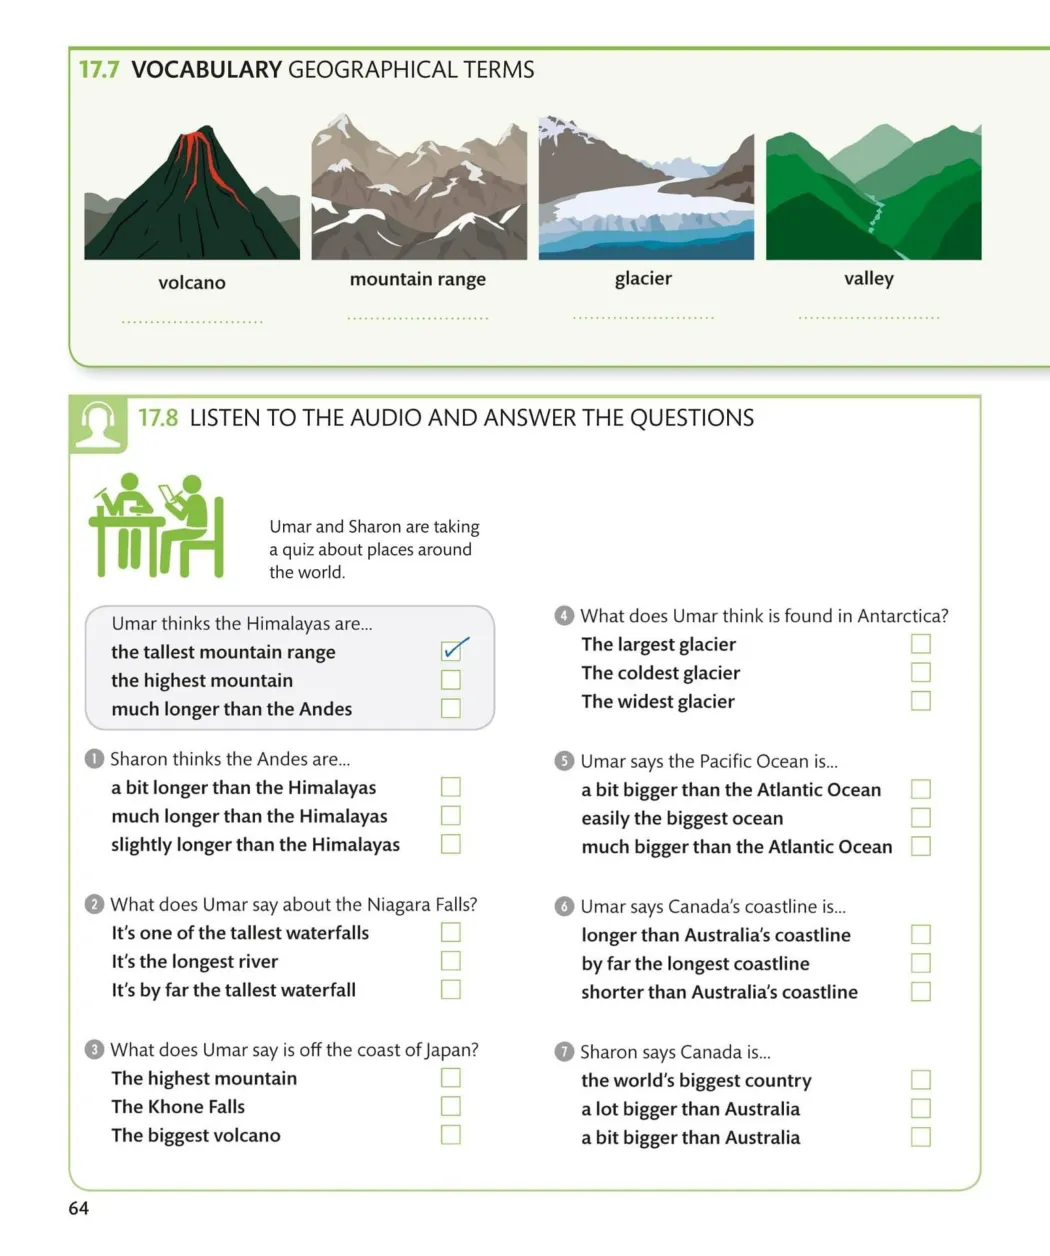 17.7 VOCABULARY GEOGRAPHICAL TERMS
volcano
mountain range
glacier
valley
17.8 LISTEN TO THE AUDIO AND ANSWER THE QUESTIONS
Umar and Sharon are taking
a quiz about places around
the world.
Umar thinks the Himalayas are...
the tallest mountain range
the highest mountain
much longer than the Andes
1 Sharon thinks the Andes are...
a bit longer than the Himalayas
much longer than the Himalayas
slightly longer than the Himalayas
2 What does Umar say about the Niagara Falls?
It's one of the tallest waterfalls
It's the longest river
It's by far the tallest waterfall
3 What does Umar say is off the coast of Japan?
The highest mountain
The Khone Falls
The biggest volcano
4 What does Umar think is found in Antarctica?
The largest glacier
The coldest glacier
The widest glacier
5 Umar says the Pacific Ocean is...
a bit bigger than the Atlantic Ocean
easily the biggest ocean
much bigger than the Atlantic Ocean
6 Umar says Canada's coastline is...
longer than Australia's coastline
by far the longest coastline
shorter than Australia's coastline
7 Sharon says Canada is...
the world's biggest country
a lot bigger than Australia
a bit bigger than Australia
64